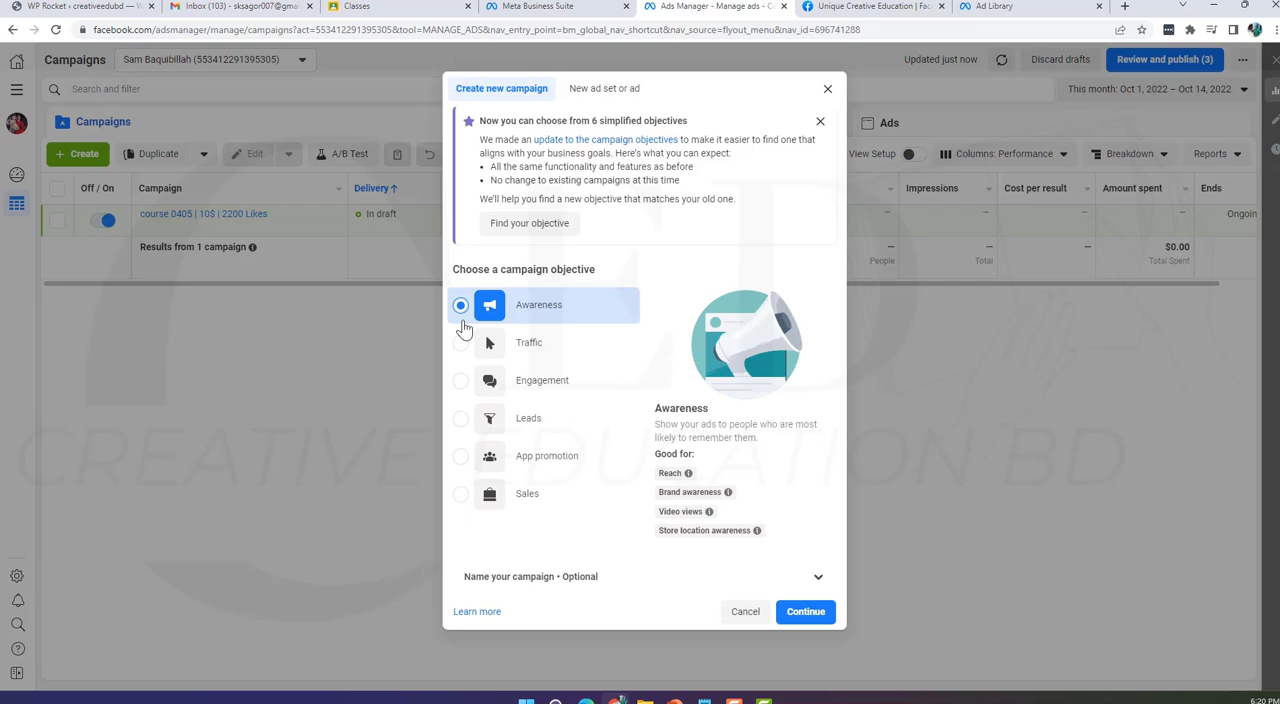 WP Rocket ‹ creativeedubd — W
Inbox (103) - sksagor007@gma
Classes
Meta Business Suite
Ads Manager - Manage ads - C
Unique Creative Education | Fac
Ad Library
facebook.com/adsmanager/manage/campaigns?act=553412291395305&tool=MANAGE_ADS&nav_entry_point=bm_global_nav_shortcut&nav_source=flyout_menu&nav_id=696741288
Campaigns
Sam Baquibillah (553412291395305)
Updated just now
Discard drafts
Review and publish (3)
Search and filter
This month: Oct 1, 2022 – Oct 14, 2022
Campaigns
Ads
+ Create
Duplicate
Edit
A/B Test
View Setup
Columns: Performance
Breakdown
Reports
Off / On
Campaign
Delivery ↑
Impressions
Cost per result
Amount spent
Ends
course 0405 | 10$ | 2200 Likes
In draft
–
–
–
–
Ongoin
Results from 1 campaign
—
—
—
$0.00
People
Total
Total Spent
Create new campaign
New ad set or ad
Now you can choose from 6 simplified objectives
We made an update to the campaign objectives to make it easier to find one that
aligns with your business goals. Here's what you can expect:
• All the same functionality and features as before
• No change to existing campaigns at this time
We'll help you find a new objective that matches your old one.
Find your objective
Choose a campaign objective
Awareness
Traffic
Engagement
Leads
App promotion
Sales
Awareness
Show your ads to people who are most
likely to remember them.
Good for:
Reach
Brand awareness
Video views
Store location awareness
Name your campaign • Optional
Learn more
Cancel
Continue
CREATIVE EDUCATION BD
6:20 PM